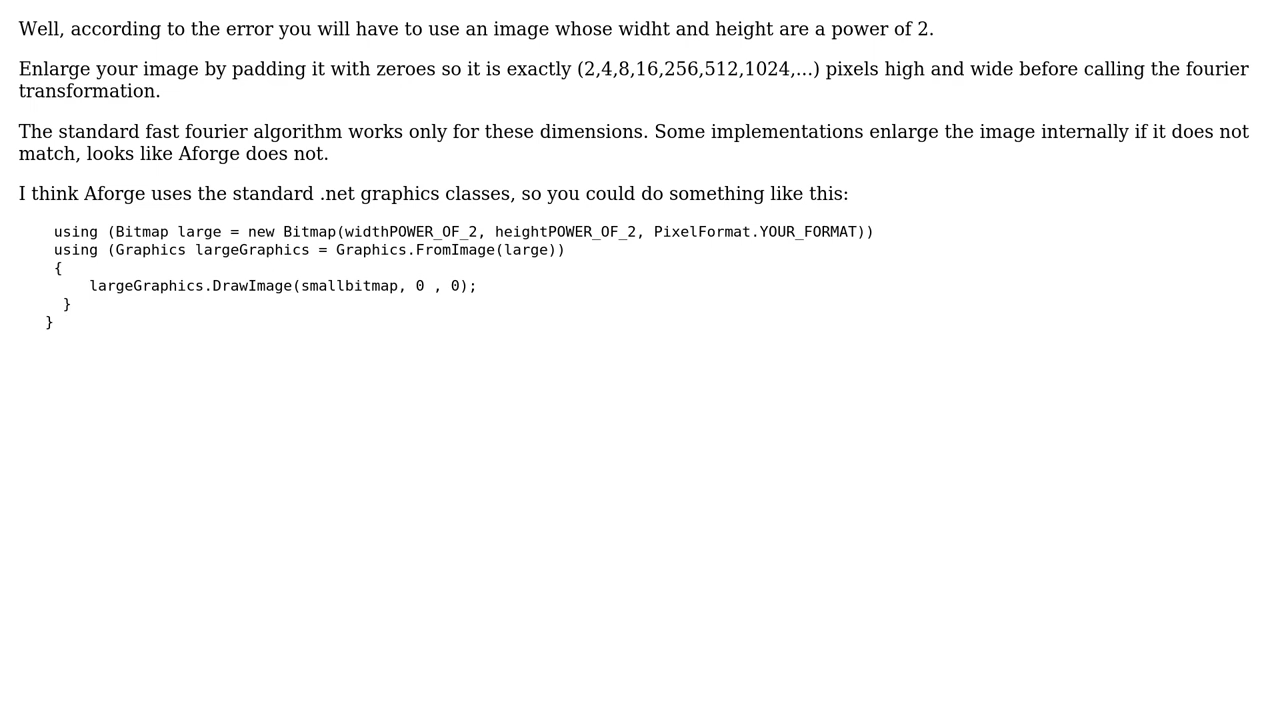 Well, according to the error you will have to use an image whose widht and height are a power of 2.
Enlarge your image by padding it with zeroes so it is exactly (2,4,8,16,256,512,1024,...) pixels high and wide before calling the fourier
transformation.
The standard fast fourier algorithm works only for these dimensions. Some implementations enlarge the image internally if it does not
match, looks like Aforge does not.
I think Aforge uses the standard .net graphics classes, so you could do something like this:
using (Bitmap large = new Bitmap(widthPOWER_OF_2, heightPOWER_OF_2, PixelFormat.YOUR_FORMAT))
using (Graphics largeGraphics = Graphics.FromImage(large))
{
largeGraphics.DrawImage(smallbitmap, 0 , 0);
}
}